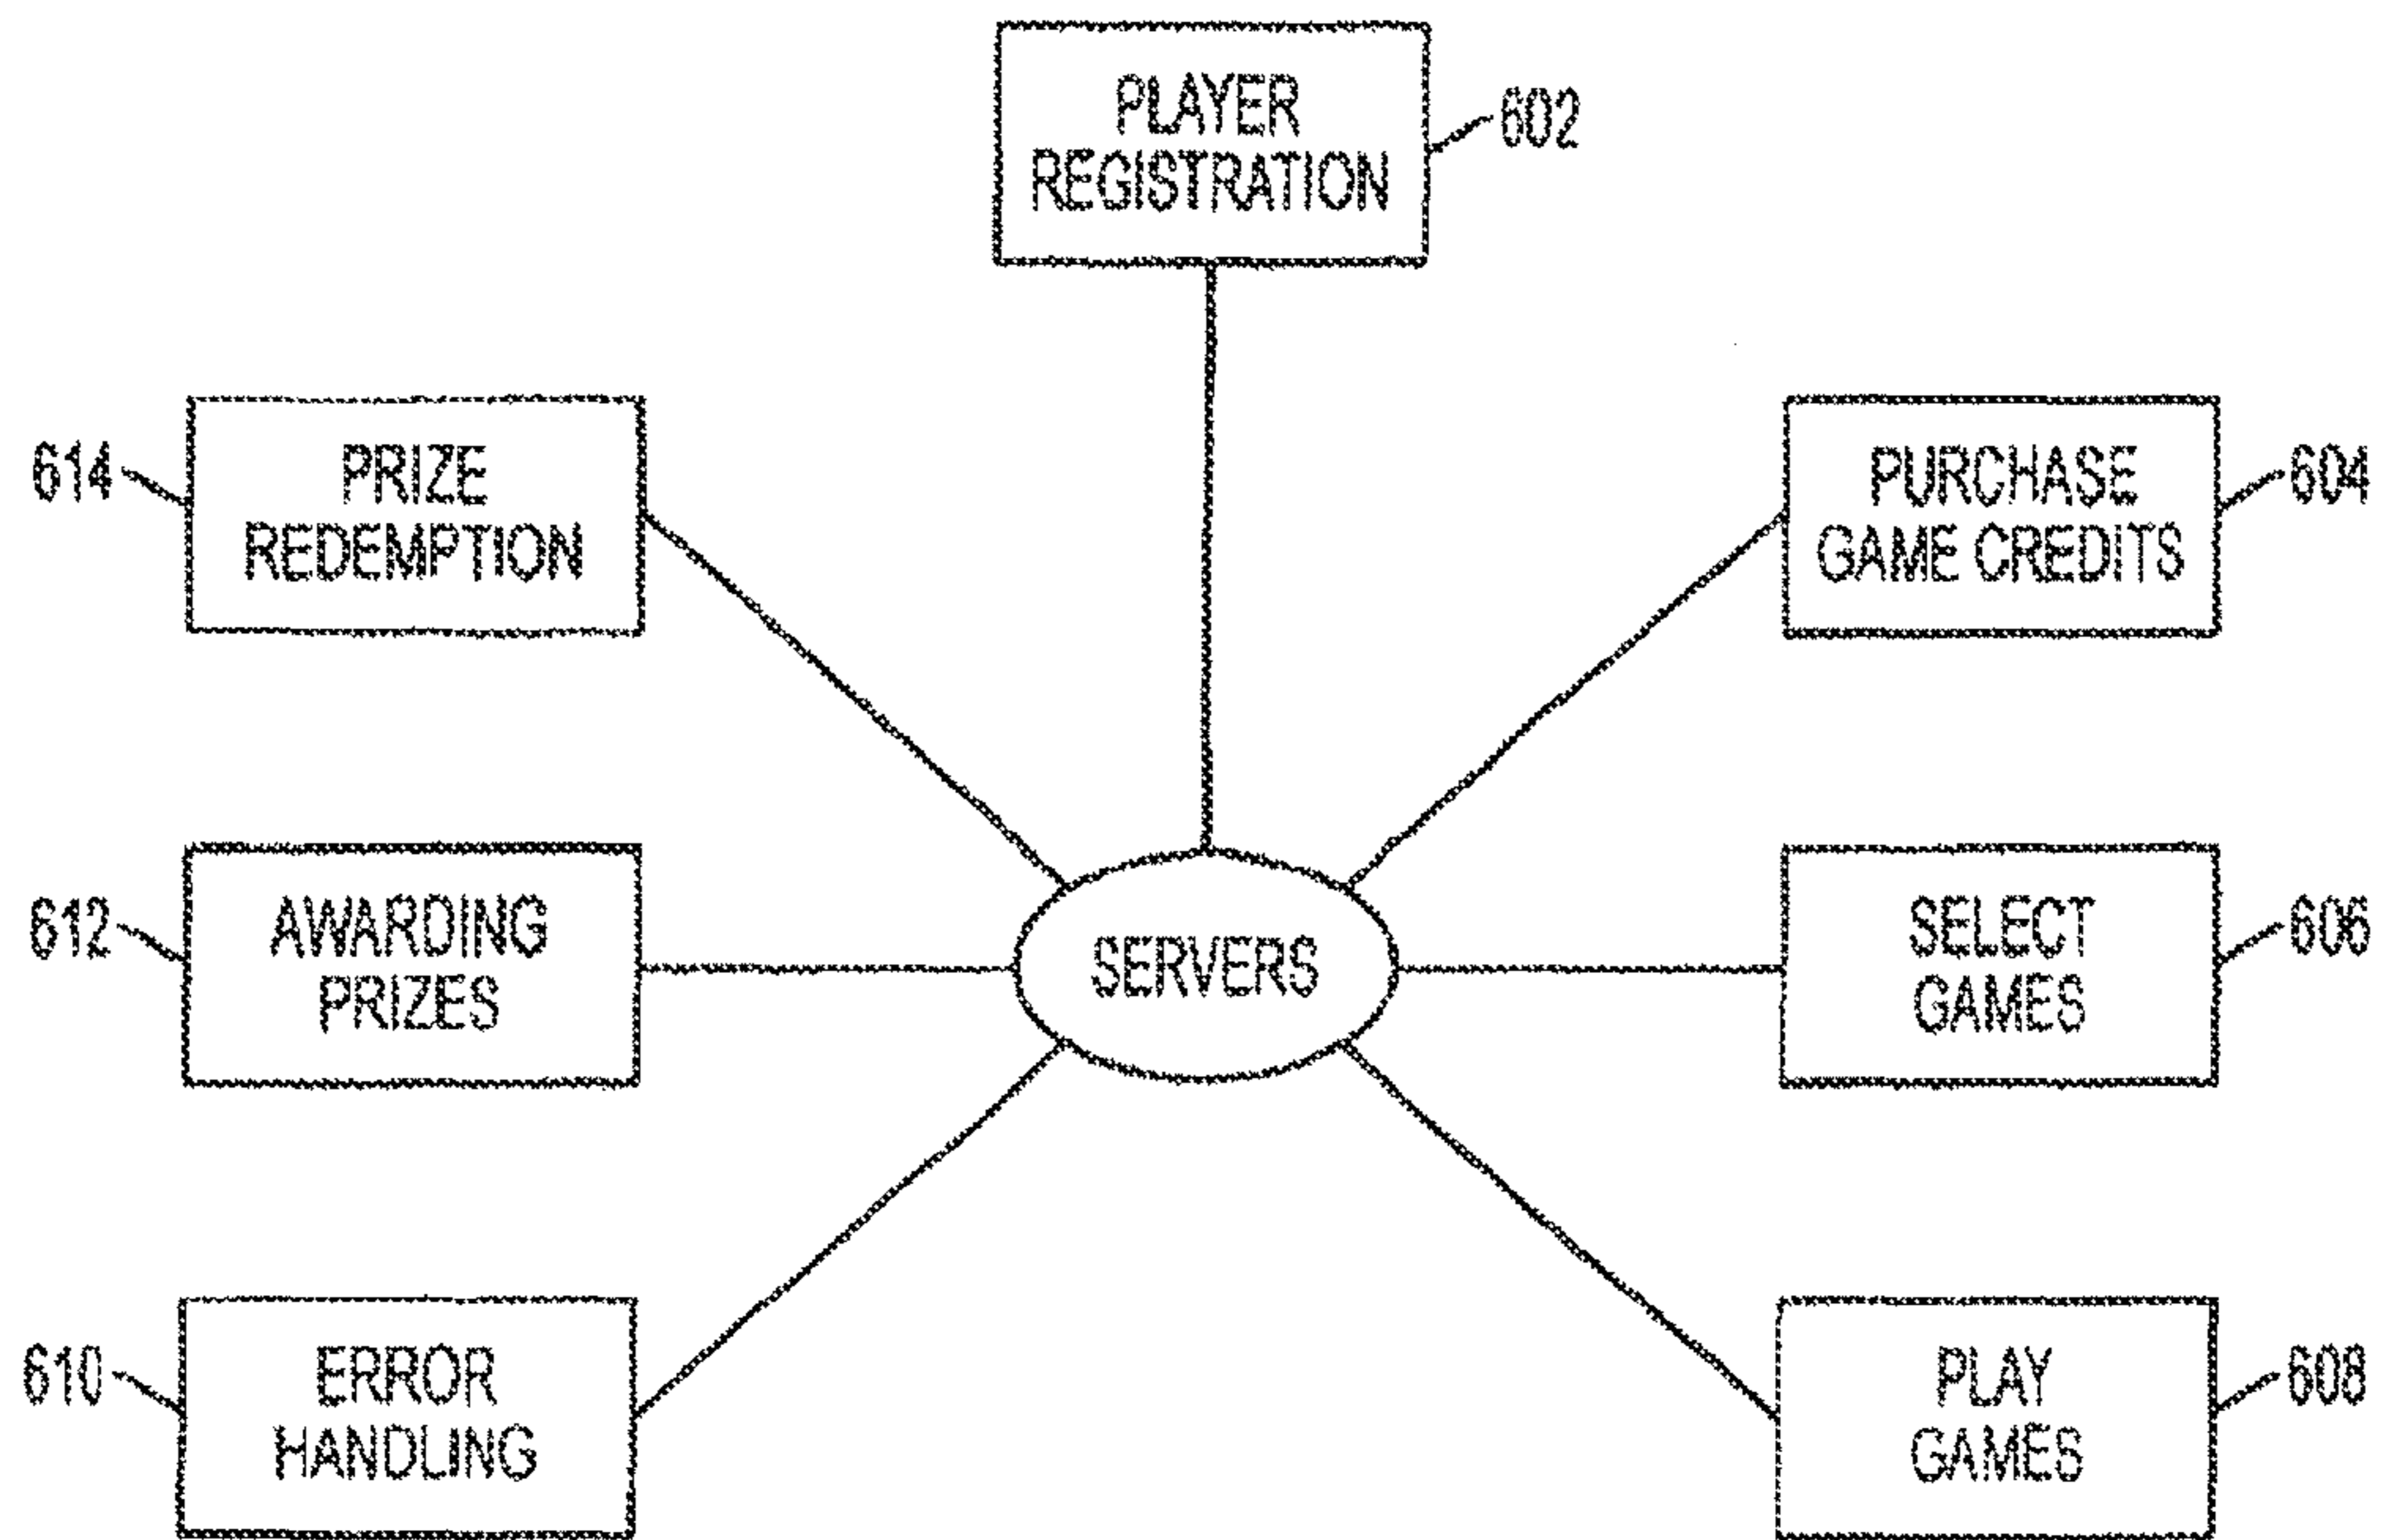 PLAYER
REGISTRATION
602
PRIZE
REDEMPTION
614
PURCHASE
GAME CREDITS
604
AWARDING
PRIZES
612
SERVERS
SELECT
GAMES
606
ERROR
HANDLING
610
PLAY
GAMES
608